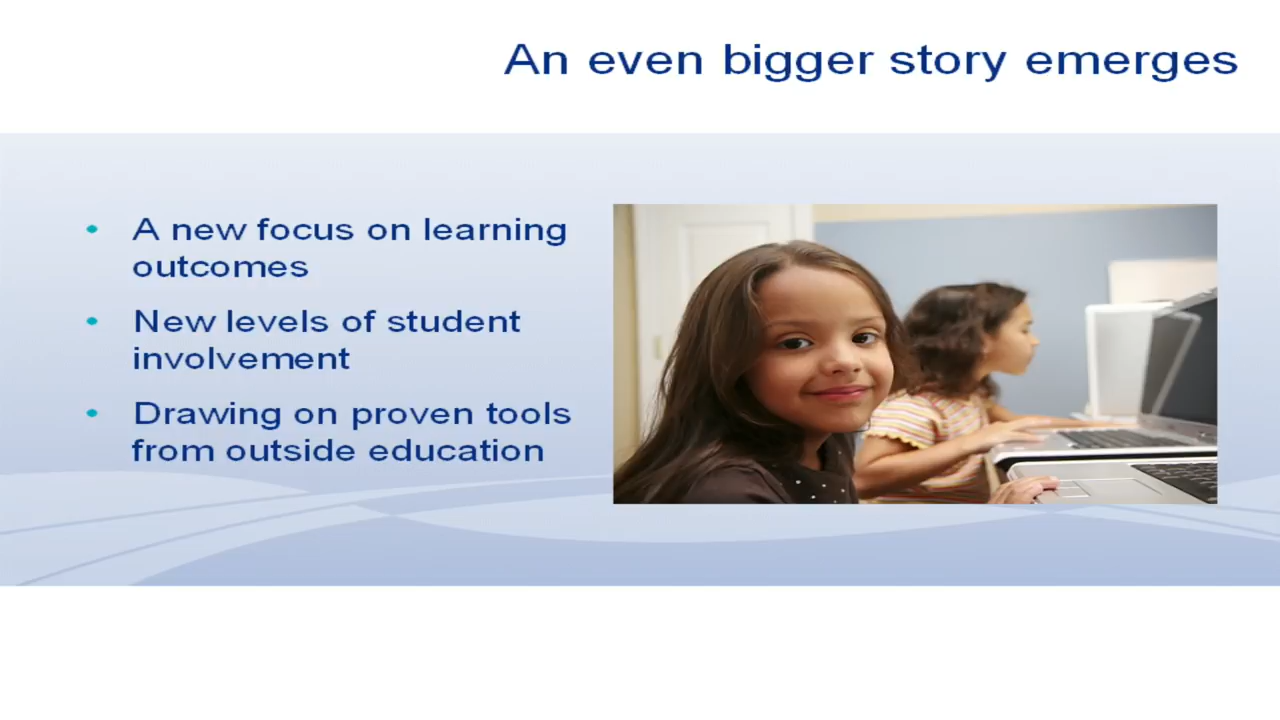 An even bigger story emerges
• A new focus on learning
outcomes
• New levels of student
involvement
• Drawing on proven tools
from outside education